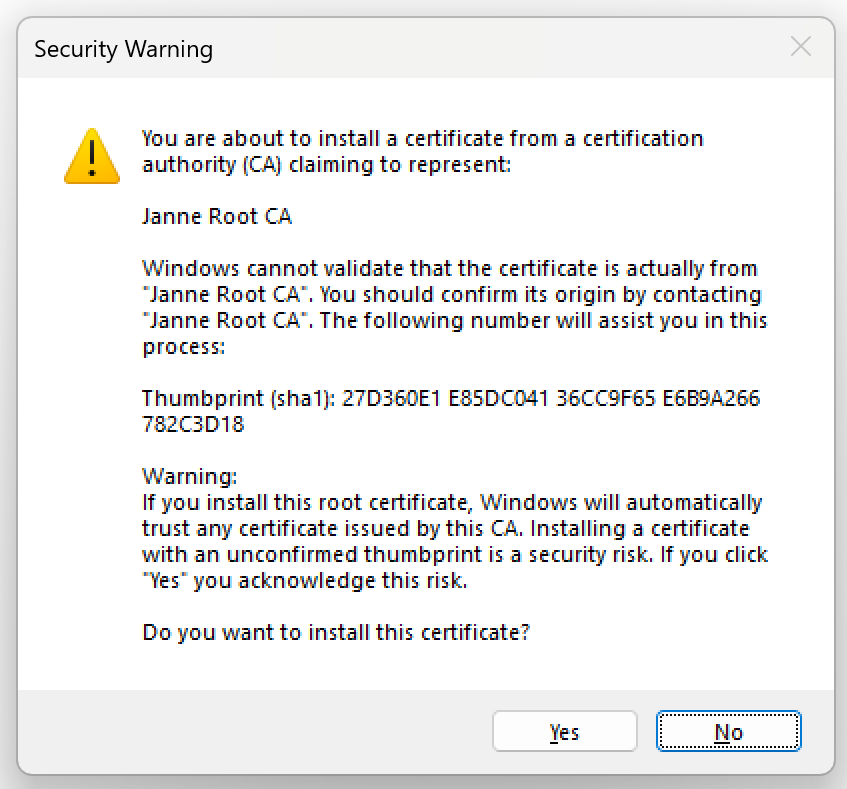 Security Warning
You are about to install a certificate from a certification
authority (CA) claiming to represent:
Janne Root CA
Windows cannot validate that the certificate is actually from
"Janne Root CA". You should confirm its origin by contacting
"Janne Root CA". The following number will assist you in this
process:
Thumbprint (sha1): 27D360E1 E85DC041 36CC9F65 E6B9A266
782C3D18
Warning:
If you install this root certificate, Windows will automatically
trust any certificate issued by this CA. Installing a certificate
with an unconfirmed thumbprint is a security risk. If you click
"Yes" you acknowledge this risk.
Do you want to install this certificate?
Yes
No